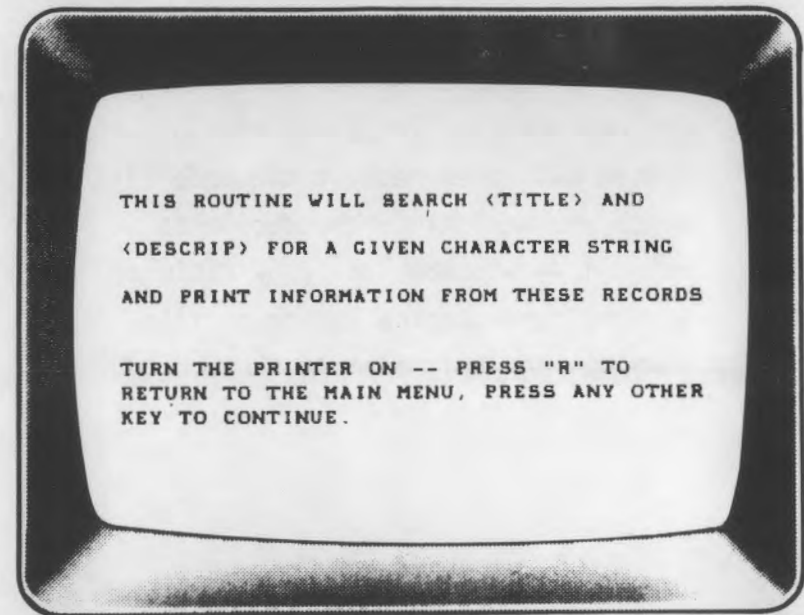 THIS ROUTINE WILL SEARCH <TITLE> AND
<DESCRIP> FOR A GIVEN CHARACTER STRING
AND PRINT INFORMATION FROM THESE RECORDS
TURN THE PRINTER ON -- PRESS "R" TO
RETURN TO THE MAIN MENU, PRESS ANY OTHER
KEY TO CONTINUE.